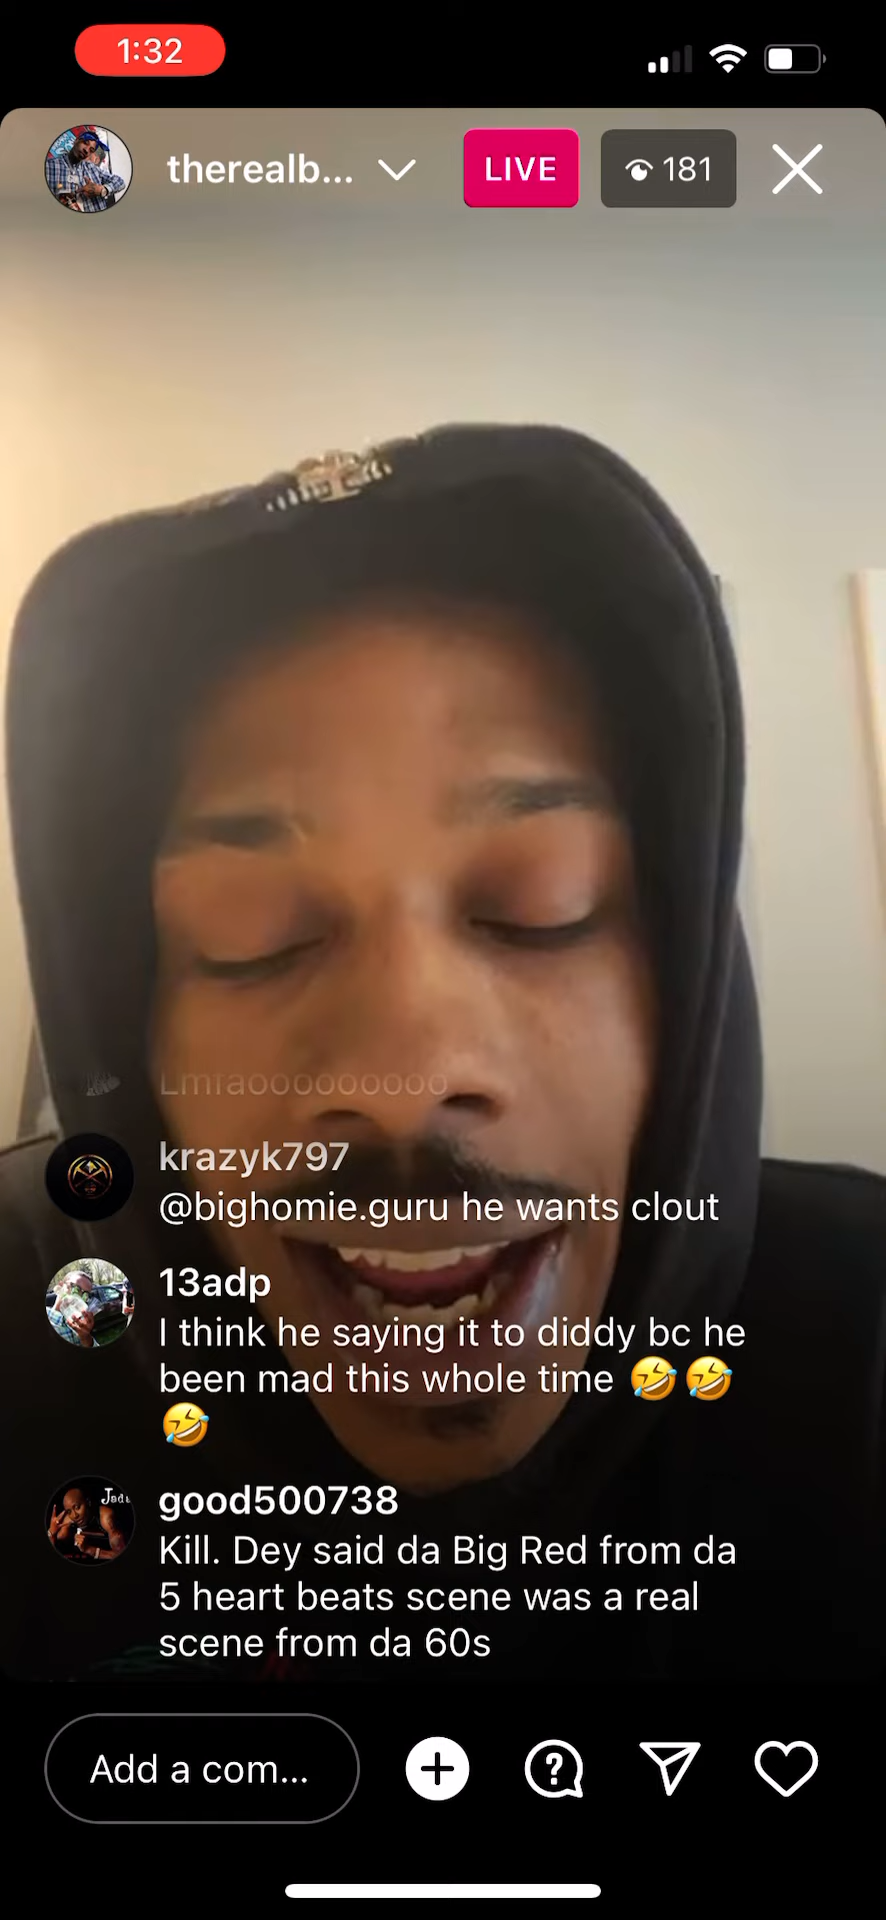 1:32
therealb...
LIVE
181
Lmfaooooooooo
krazyk797
@bighomie.guru he wants clout
13adp
I think he saying it to diddy bc he
been mad this whole time 🤣🤣
🤣
good500738
Kill. Dey said da Big Red from da
5 heart beats scene was a real
scene from da 60s
Add a com...